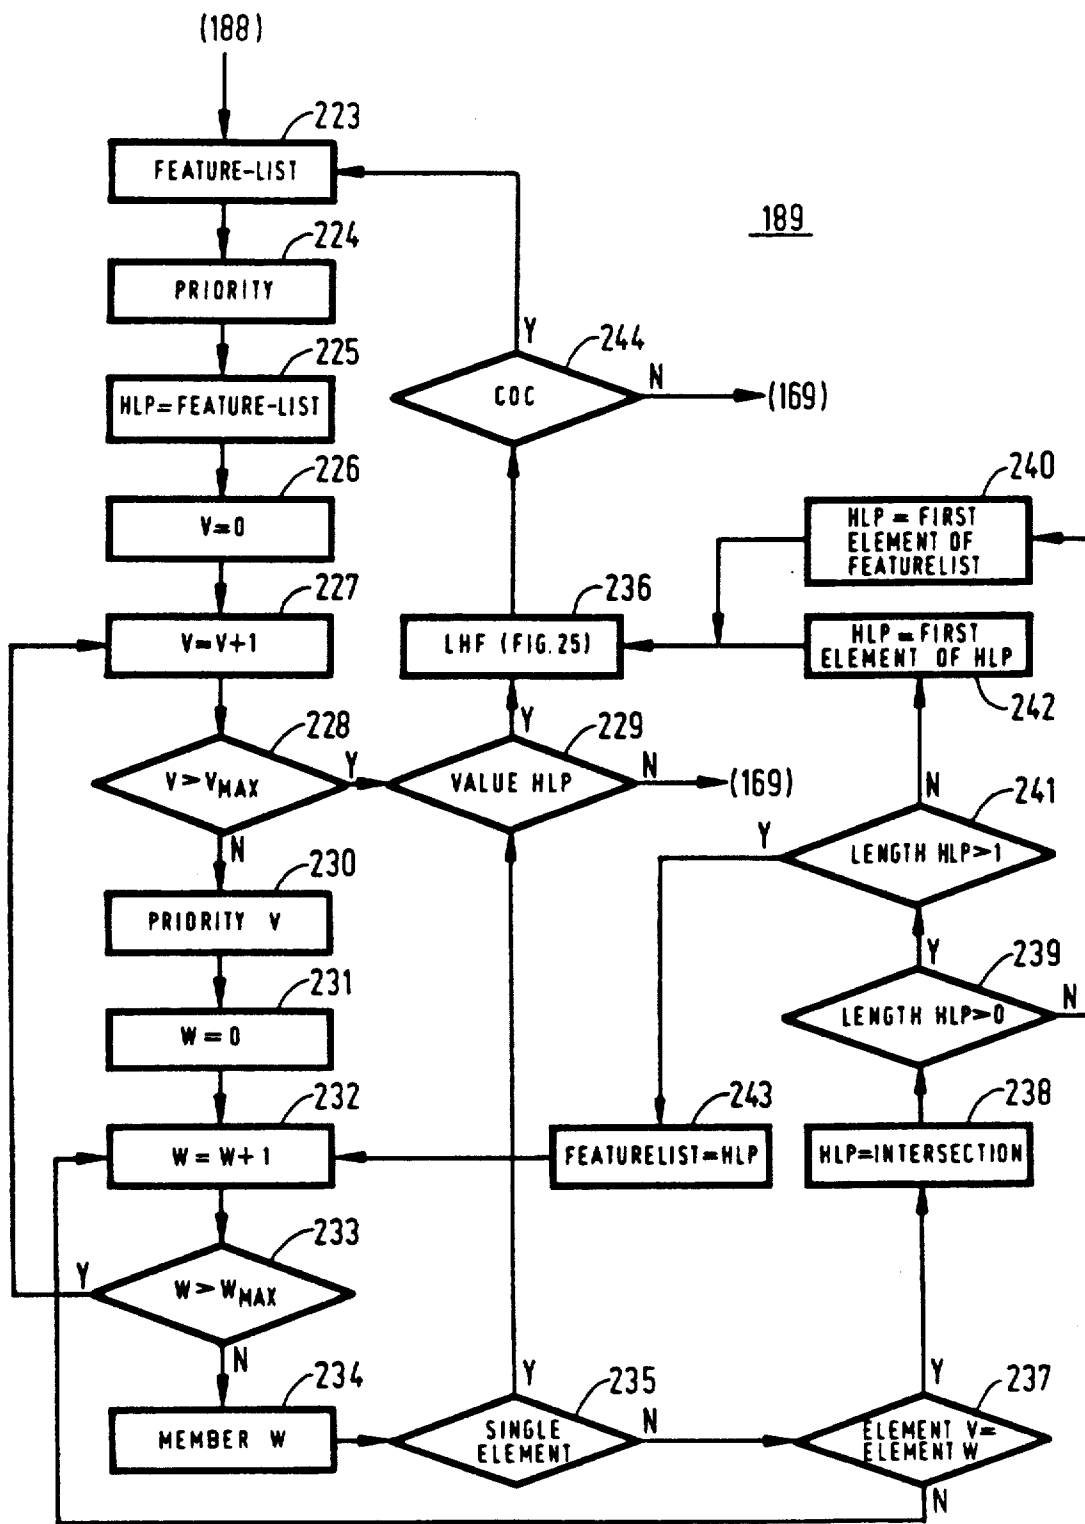 (188)
223
FEATURE-LIST
189
224
PRIORITY
225
HLP=FEATURE-LIST
Y
244
COC
N
(169)
226
V=0
240
HLP = FIRST
ELEMENT OF
FEATURELIST
227
V=V+1
236
LHF (FIG.25)
HLP=FIRST
ELEMENT OF HLP
242
228
V>VMAX
Y
Y
229
VALUE HLP
N
(169)
N
241
Y
LENGTH HLP>1
N
230
PRIORITY V
231
W=0
Y
239
LENGTH HLP>0
N
232
W=W+1
243
FEATURELIST=HLP
238
HLP=INTERSECTION
233
Y
W>WMAX
N
234
MEMBER W
Y
235
SINGLE
ELEMENT
N
Y
237
ELEMENT V=
ELEMENT W
N